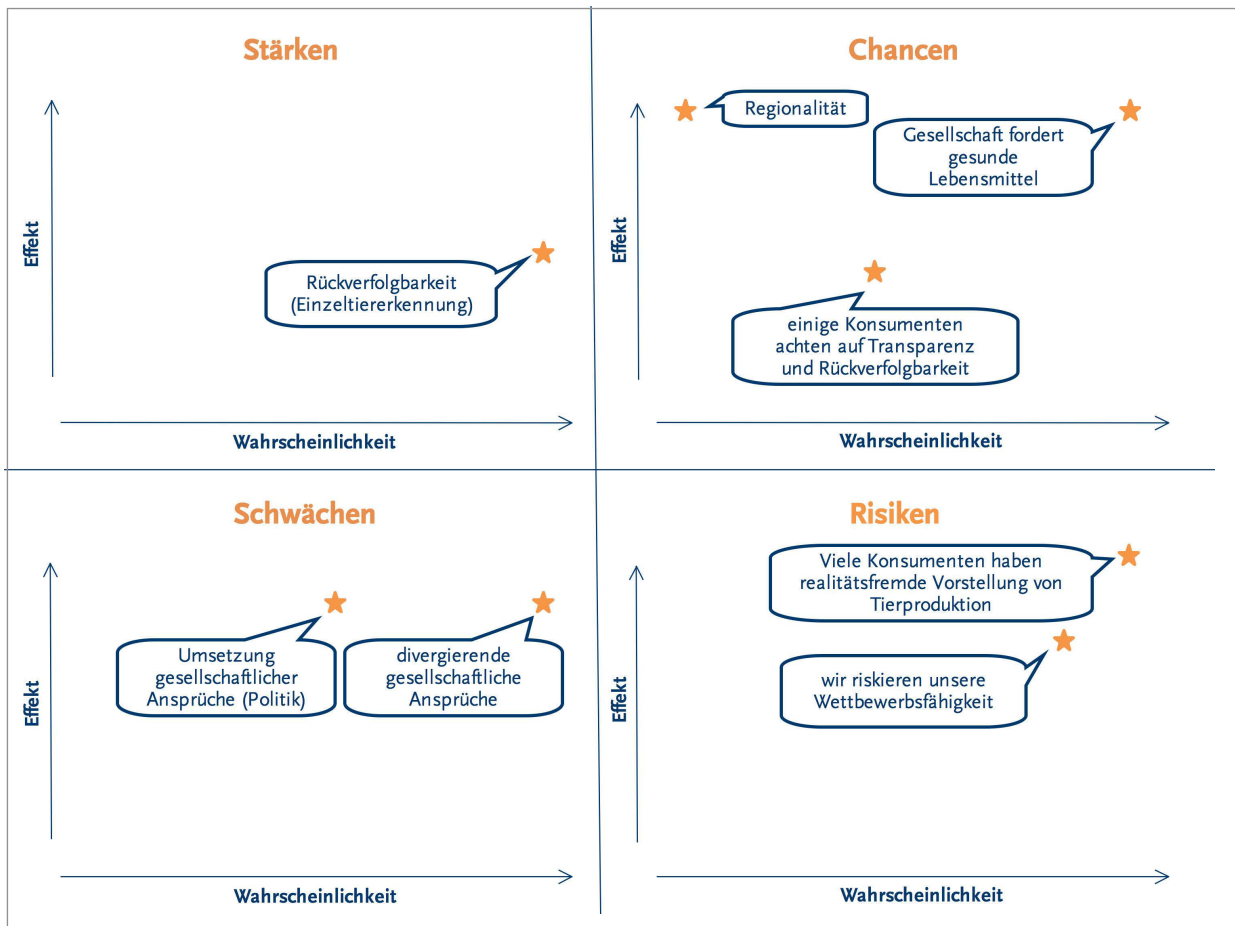 Stärken
Effekt
Rückverfolgbarkeit
(Einzeltiererkennung)
Wahrscheinlichkeit
Chancen
Effekt
Regionalität
Gesellschaft fordert
gesunde
Lebensmittel
einige Konsumenten
achten auf Transparenz
und Rückverfolgbarkeit
Wahrscheinlichkeit
Schwächen
Effekt
Umsetzung
gesellschaftlicher
Ansprüche (Politik)
divergierende
gesellschaftliche
Ansprüche
Wahrscheinlichkeit
Risiken
Effekt
Viele Konsumenten haben
realitätsfremde Vorstellung von
Tierproduktion
wir riskieren unsere
Wettbewerbsfähigkeit
Wahrscheinlichkeit